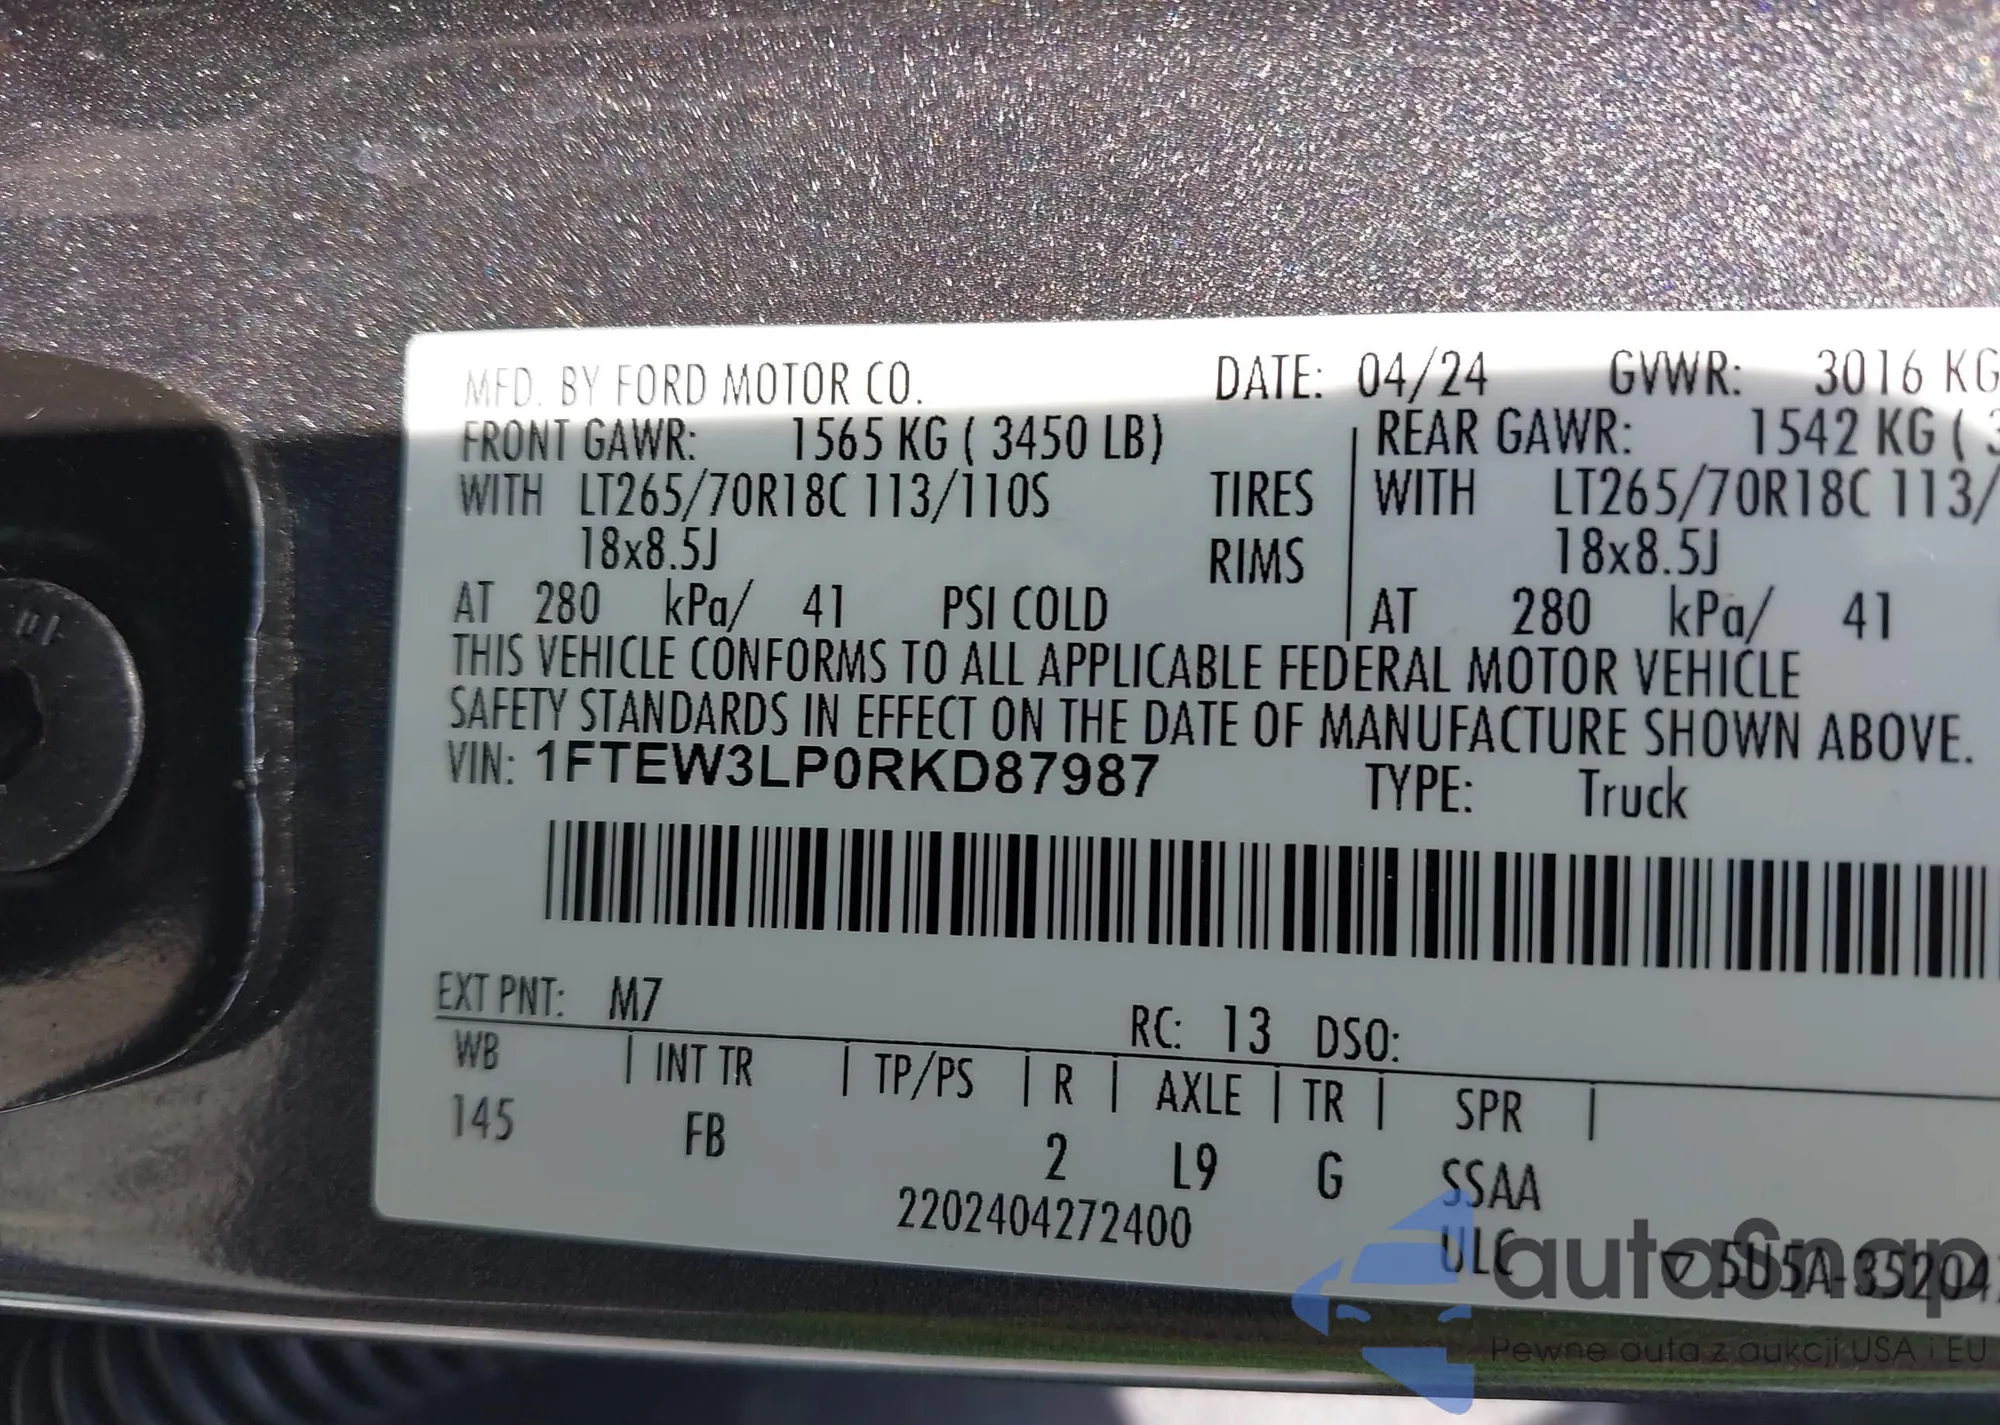 MFD. BY FORD MOTOR CO. DATE: 04/24 GVWR: 3016 KG
FRONT GAWR: 1565 KG ( 3450 LB) REAR GAWR: 1542 KG ( 3
WITH LT265/70R18C 113/110S TIRES WITH LT265/70R18C 113/
18x8.5J RIMS 18x8.5J
AT 280 kPa/ 41 PSI COLD AT 280 kPa/ 41
THIS VEHICLE CONFORMS TO ALL APPLICABLE FEDERAL MOTOR VEHICLE
SAFETY STANDARDS IN EFFECT ON THE DATE OF MANUFACTURE SHOWN ABOVE.
VIN: 1FTEW3LP0RKD87987 TYPE: Truck
EXT PNT: M7 RC: 13 DSO:
WB | INT TR | TP/PS | R | AXLE | TR | SPR |
145 FB 2 L9 G SSAA
2202404272400 ULC ▽ 5U5A-35204
autoSnap
Pewne auta z aukcji USA i EU
10.